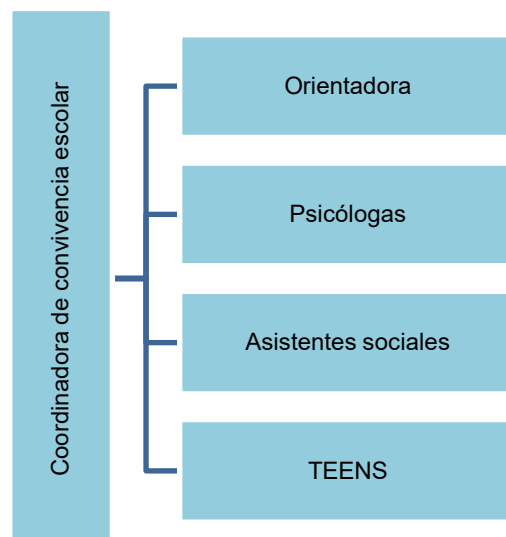 Coordinadora de convivencia escolar
Orientadora
Psicólogas
Asistentes sociales
TEENS